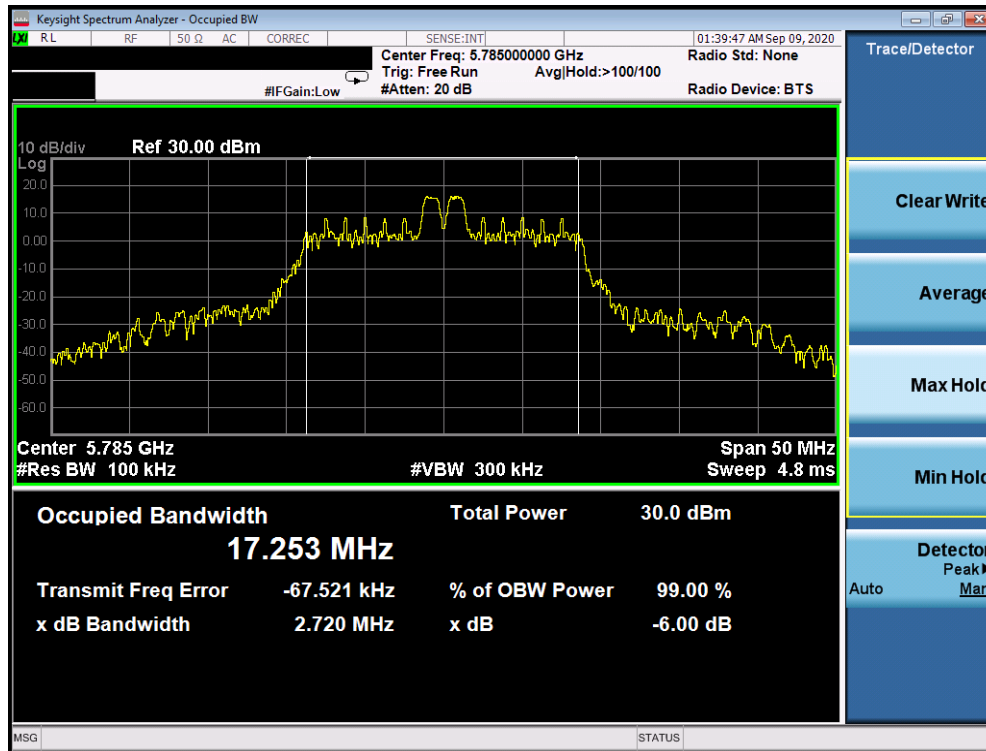 Keysight Spectrum Analyzer - Occupied BW
LXI RL RF 50 Ω AC CORREC SENSE:INT 01:39:47 AM Sep 09, 2020
Center Freq: 5.785000000 GHz Radio Std: None
Trig: Free Run Avg|Hold:>100/100
#IFGain:Low #Atten: 20 dB Radio Device: BTS
10 dB/div Ref 30.00 dBm
Log
20.0
10.0
0.00
-10.0
-20.0
-30.0
-40.0
-50.0
-60.0
Center 5.785 GHz Span 50 MHz
#Res BW 100 kHz #VBW 300 kHz Sweep 4.8 ms
Occupied Bandwidth Total Power 30.0 dBm
17.253 MHz
Transmit Freq Error -67.521 kHz % of OBW Power 99.00 %
x dB Bandwidth 2.720 MHz x dB -6.00 dB
MSG STATUS
Trace/Detector
Clear Write
Average
Max Hold
Min Hold
Detector
Peak
Auto Man